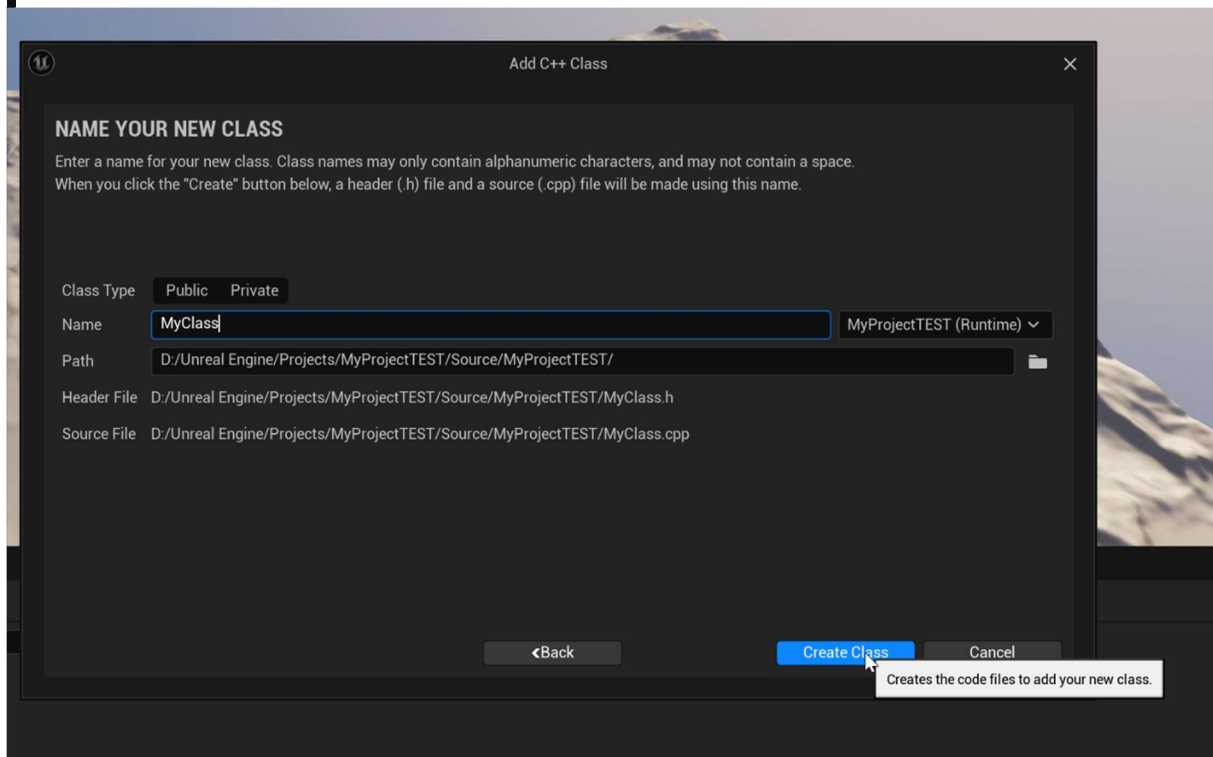 Add C++ Class
NAME YOUR NEW CLASS
Enter a name for your new class. Class names may only contain alphanumeric characters, and may not contain a space.
When you click the "Create" button below, a header (.h) file and a source (.cpp) file will be made using this name.
Class Type Public Private
Name MyClass MyProjectTEST (Runtime)
Path D:/Unreal Engine/Projects/MyProjectTEST/Source/MyProjectTEST/
Header File D:/Unreal Engine/Projects/MyProjectTEST/Source/MyProjectTEST/MyClass.h
Source File D:/Unreal Engine/Projects/MyProjectTEST/Source/MyProjectTEST/MyClass.cpp
Back Create Class Cancel
Creates the code files to add your new class.